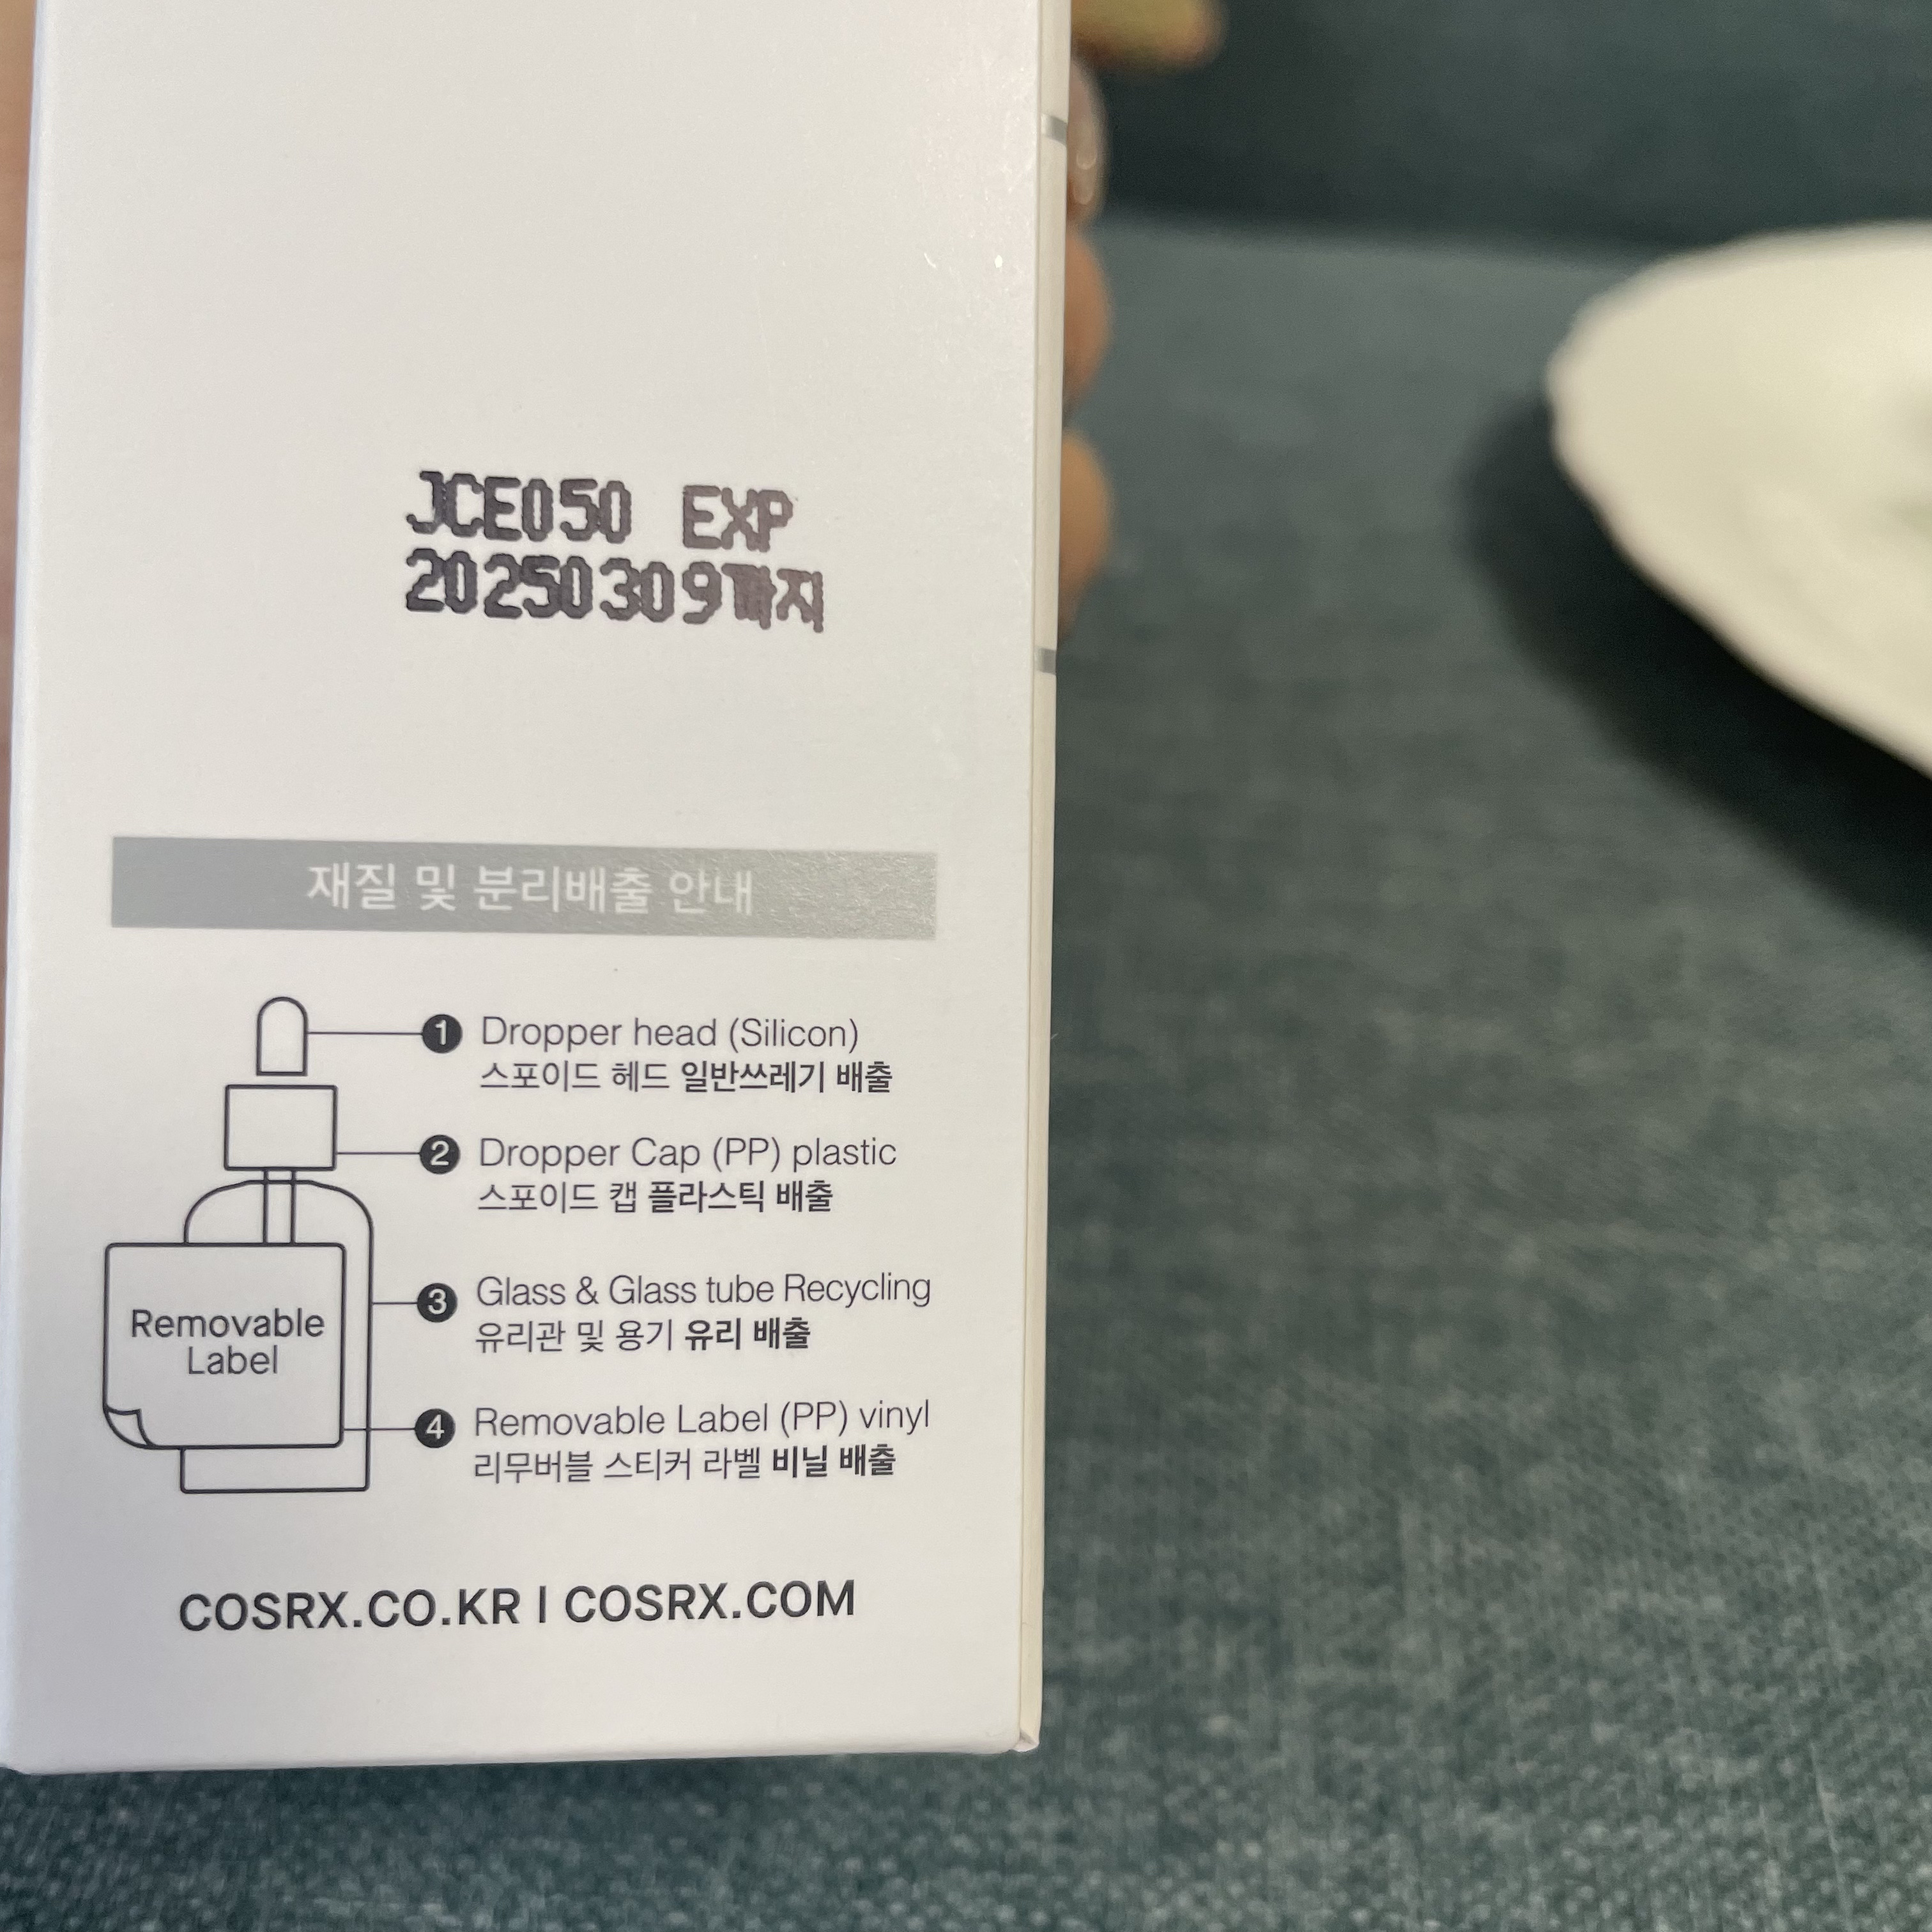 JCE050 EXP
20250309까지
재질 및 분리배출 안내
1 Dropper head (Silicon)
스포이드 헤드 일반쓰레기 배출
2 Dropper Cap (PP) plastic
스포이드 캡 플라스틱 배출
3 Glass & Glass tube Recycling
유리관 및 용기 유리 배출
Removable
Label
4 Removable Label (PP) vinyl
리무버블 스티커 라벨 비닐 배출
COSRX.CO.KR | COSRX.COM